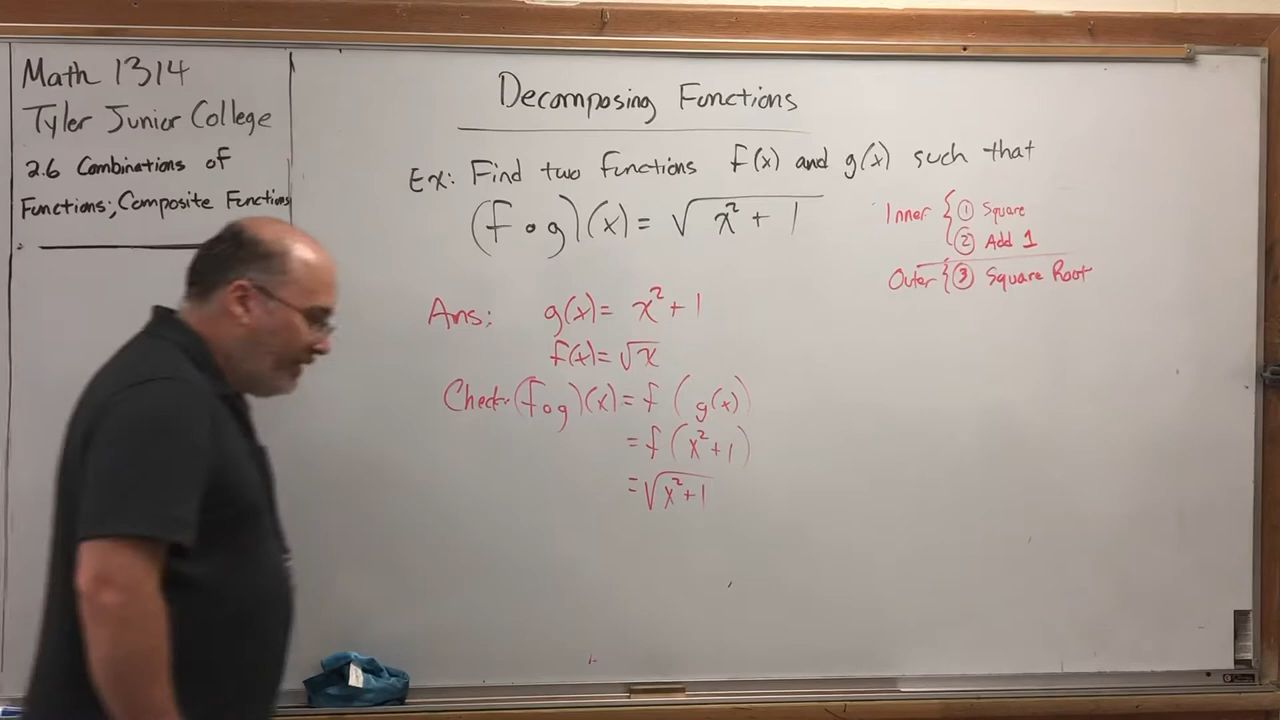 Math 1314
Tyler Junior College
2.6 Combinations of
Functions; Composite Functions
Decomposing Functions
Ex: Find two functions f(x) and g(x) such that
(f∘g)(x) = √(x²+1)
Inner { ① Square
② Add 1
Outer { ③ Square Root
Ans: g(x) = x²+1
f(x) = √x
Check: (f∘g)(x) = f(g(x))
= f(x²+1)
= √(x²+1)